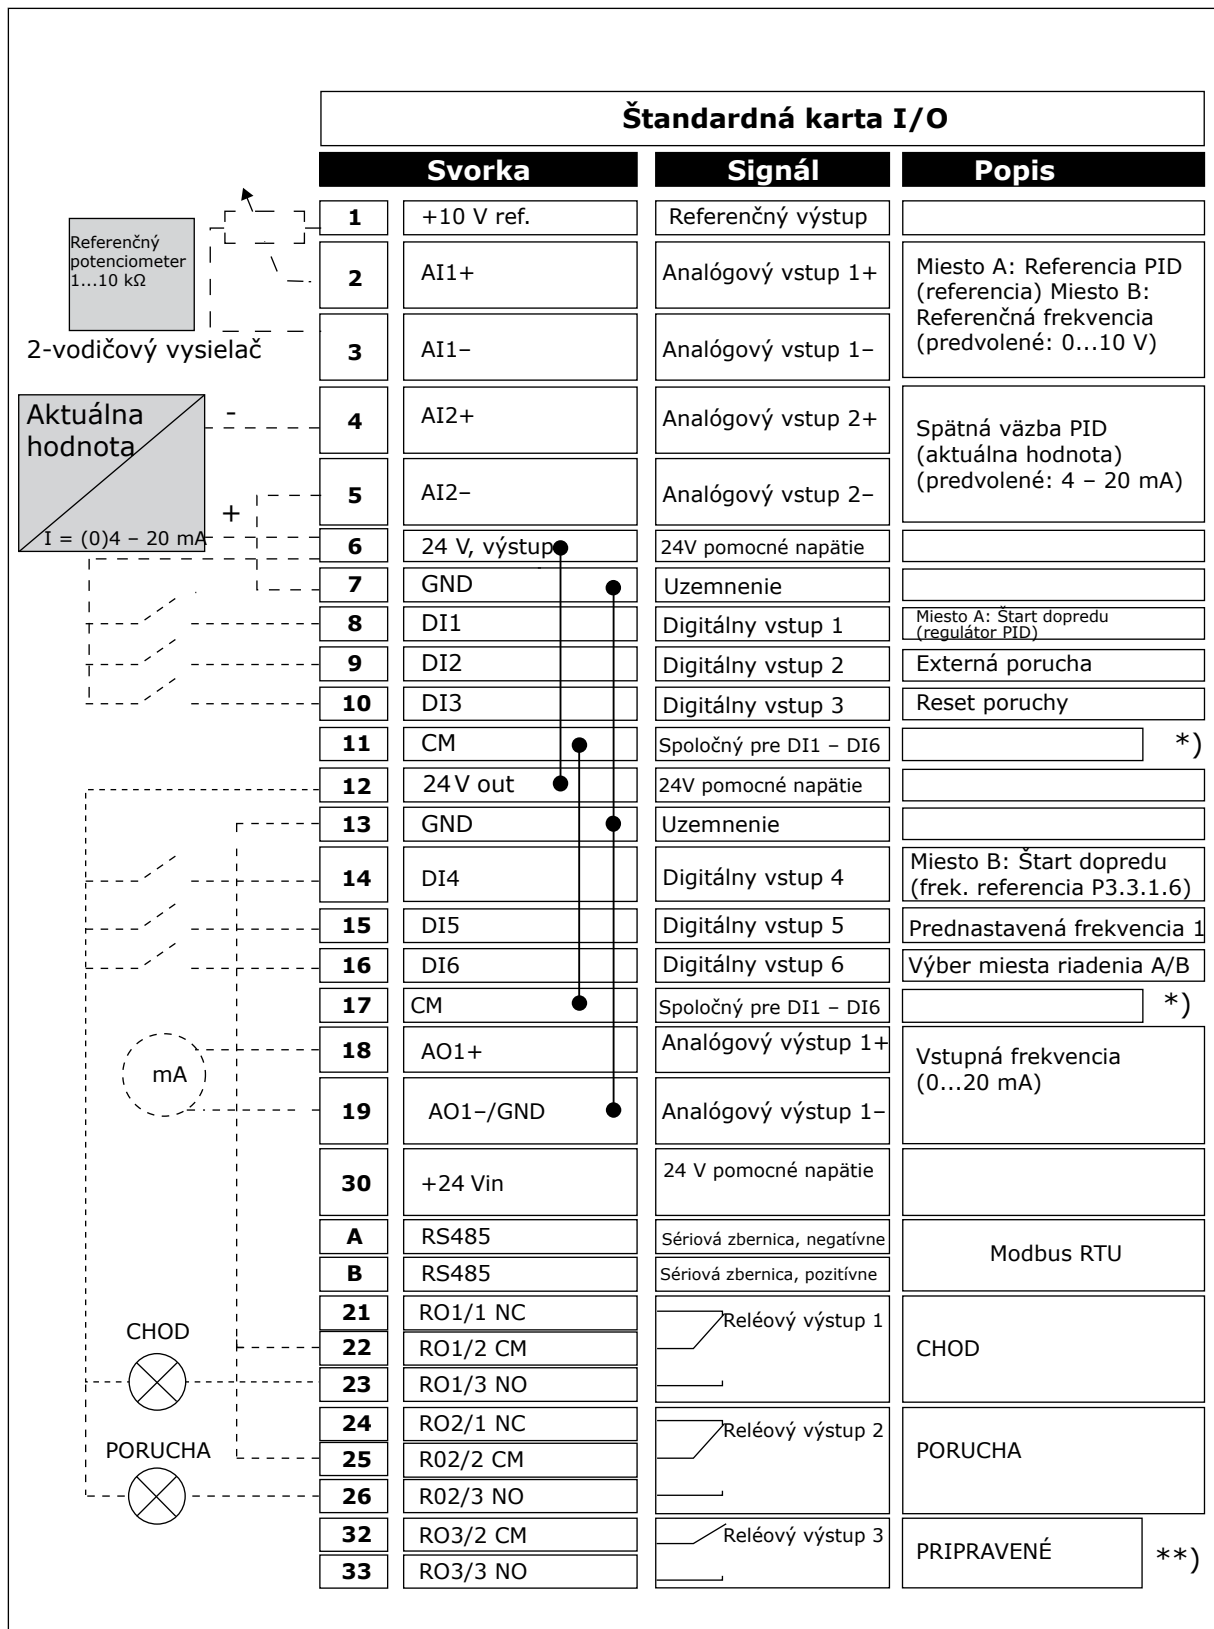 Štandardná karta I/O
Svorka Signál Popis
1 +10 V ref. Referenčný výstup
Referenčný
potenciometer
1...10 kΩ
2 AI1+ Analógový vstup 1+
Miesto A: Referencia PID
(referencia) Miesto B:
Referenčná frekvencia
(predvolené: 0...10 V)
3 AI1– Analógový vstup 1–
2-vodičový vysielač
Aktuálna
hodnota
-
+
I = (0)4 – 20 mA
4 AI2+ Analógový vstup 2+
Spätná väzba PID
(aktuálna hodnota)
(predvolené: 4 – 20 mA)
5 AI2– Analógový vstup 2–
6 24 V, výstup 24V pomocné napätie
7 GND Uzemnenie
8 DI1 Digitálny vstup 1
Miesto A: Štart dopredu
(regulátor PID)
9 DI2 Digitálny vstup 2 Externá porucha
10 DI3 Digitálny vstup 3 Reset poruchy
11 CM Spoločný pre DI1 – DI6 *)
12 24 V out 24V pomocné napätie
13 GND Uzemnenie
14 DI4 Digitálny vstup 4
Miesto B: Štart dopredu
(frek. referencia P3.3.1.6)
15 DI5 Digitálny vstup 5 Prednastavená frekvencia 1
16 DI6 Digitálny vstup 6 Výber miesta riadenia A/B
17 CM Spoločný pre DI1 – DI6 *)
18 AO1+ Analógový výstup 1+
Vstupná frekvencia
(0...20 mA)
mA
19 AO1–/GND Analógový výstup 1–
30 +24 Vin 24 V pomocné napätie
A RS485 Sériová zbernica, negatívne
Modbus RTU
B RS485 Sériová zbernica, pozitívne
21 RO1/1 NC Reléový výstup 1
CHOD
22 RO1/2 CM CHOD
23 RO1/3 NO
24 RO2/1 NC Reléový výstup 2
PORUCHA
25 R02/2 CM PORUCHA
26 R02/3 NO
32 RO3/2 CM Reléový výstup 3
PRIPRAVENÉ **)
33 RO3/3 NO